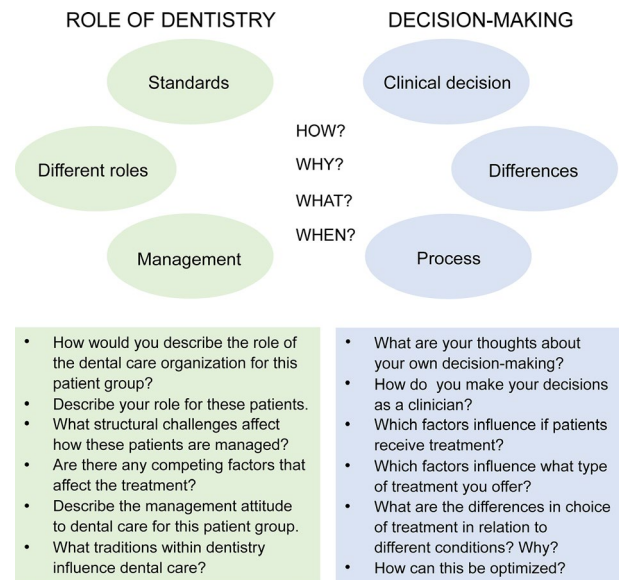 ROLE OF DENTISTRY
DECISION-MAKING
Standards
Clinical decision
HOW?
WHY?
WHAT?
WHEN?
Different roles
Differences
Management
Process
• How would you describe the role of
the dental care organization for this
patient group?
• Describe your role for these patients.
• What structural challenges affect
how these patients are managed?
• Are there any competing factors that
affect the treatment?
• Describe the management attitude
to dental care for this patient group.
• What traditions within dentistry
influence dental care?
• What are your thoughts about
your own decision-making?
• How do you make your decisions
as a clinician?
• Which factors influence if patients
receive treatment?
• Which factors influence what type
of treatment you offer?
• What are the differences in choice
of treatment in relation to
different conditions? Why?
• How can this be optimized?